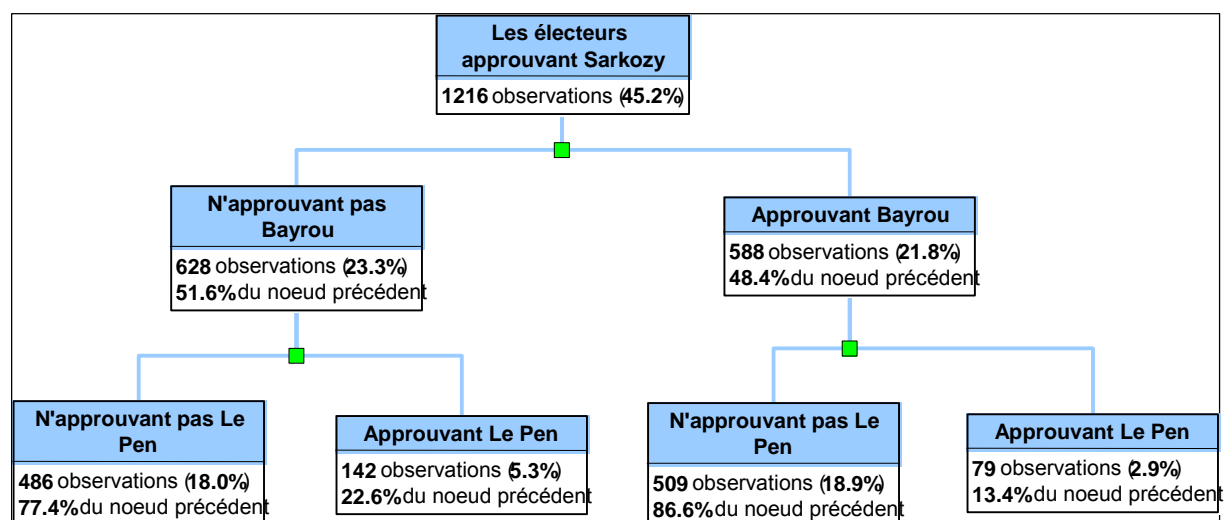 Les électeurs
approuvant Sarkozy
1216 observations (45.2%)
N'approuvant pas
Bayrou
628 observations (23.3%)
51.6% du noeud précédent
Approuvant Bayrou
588 observations (21.8%)
48.4% du noeud précédent
N'approuvant pas Le
Pen
486 observations (18.0%)
77.4% du noeud précédent
Approuvant Le Pen
142 observations (5.3%)
22.6% du noeud précédent
N'approuvant pas Le
Pen
509 observations (18.9%)
86.6% du noeud précédent
Approuvant Le Pen
79 observations (2.9%)
13.4% du noeud précédent